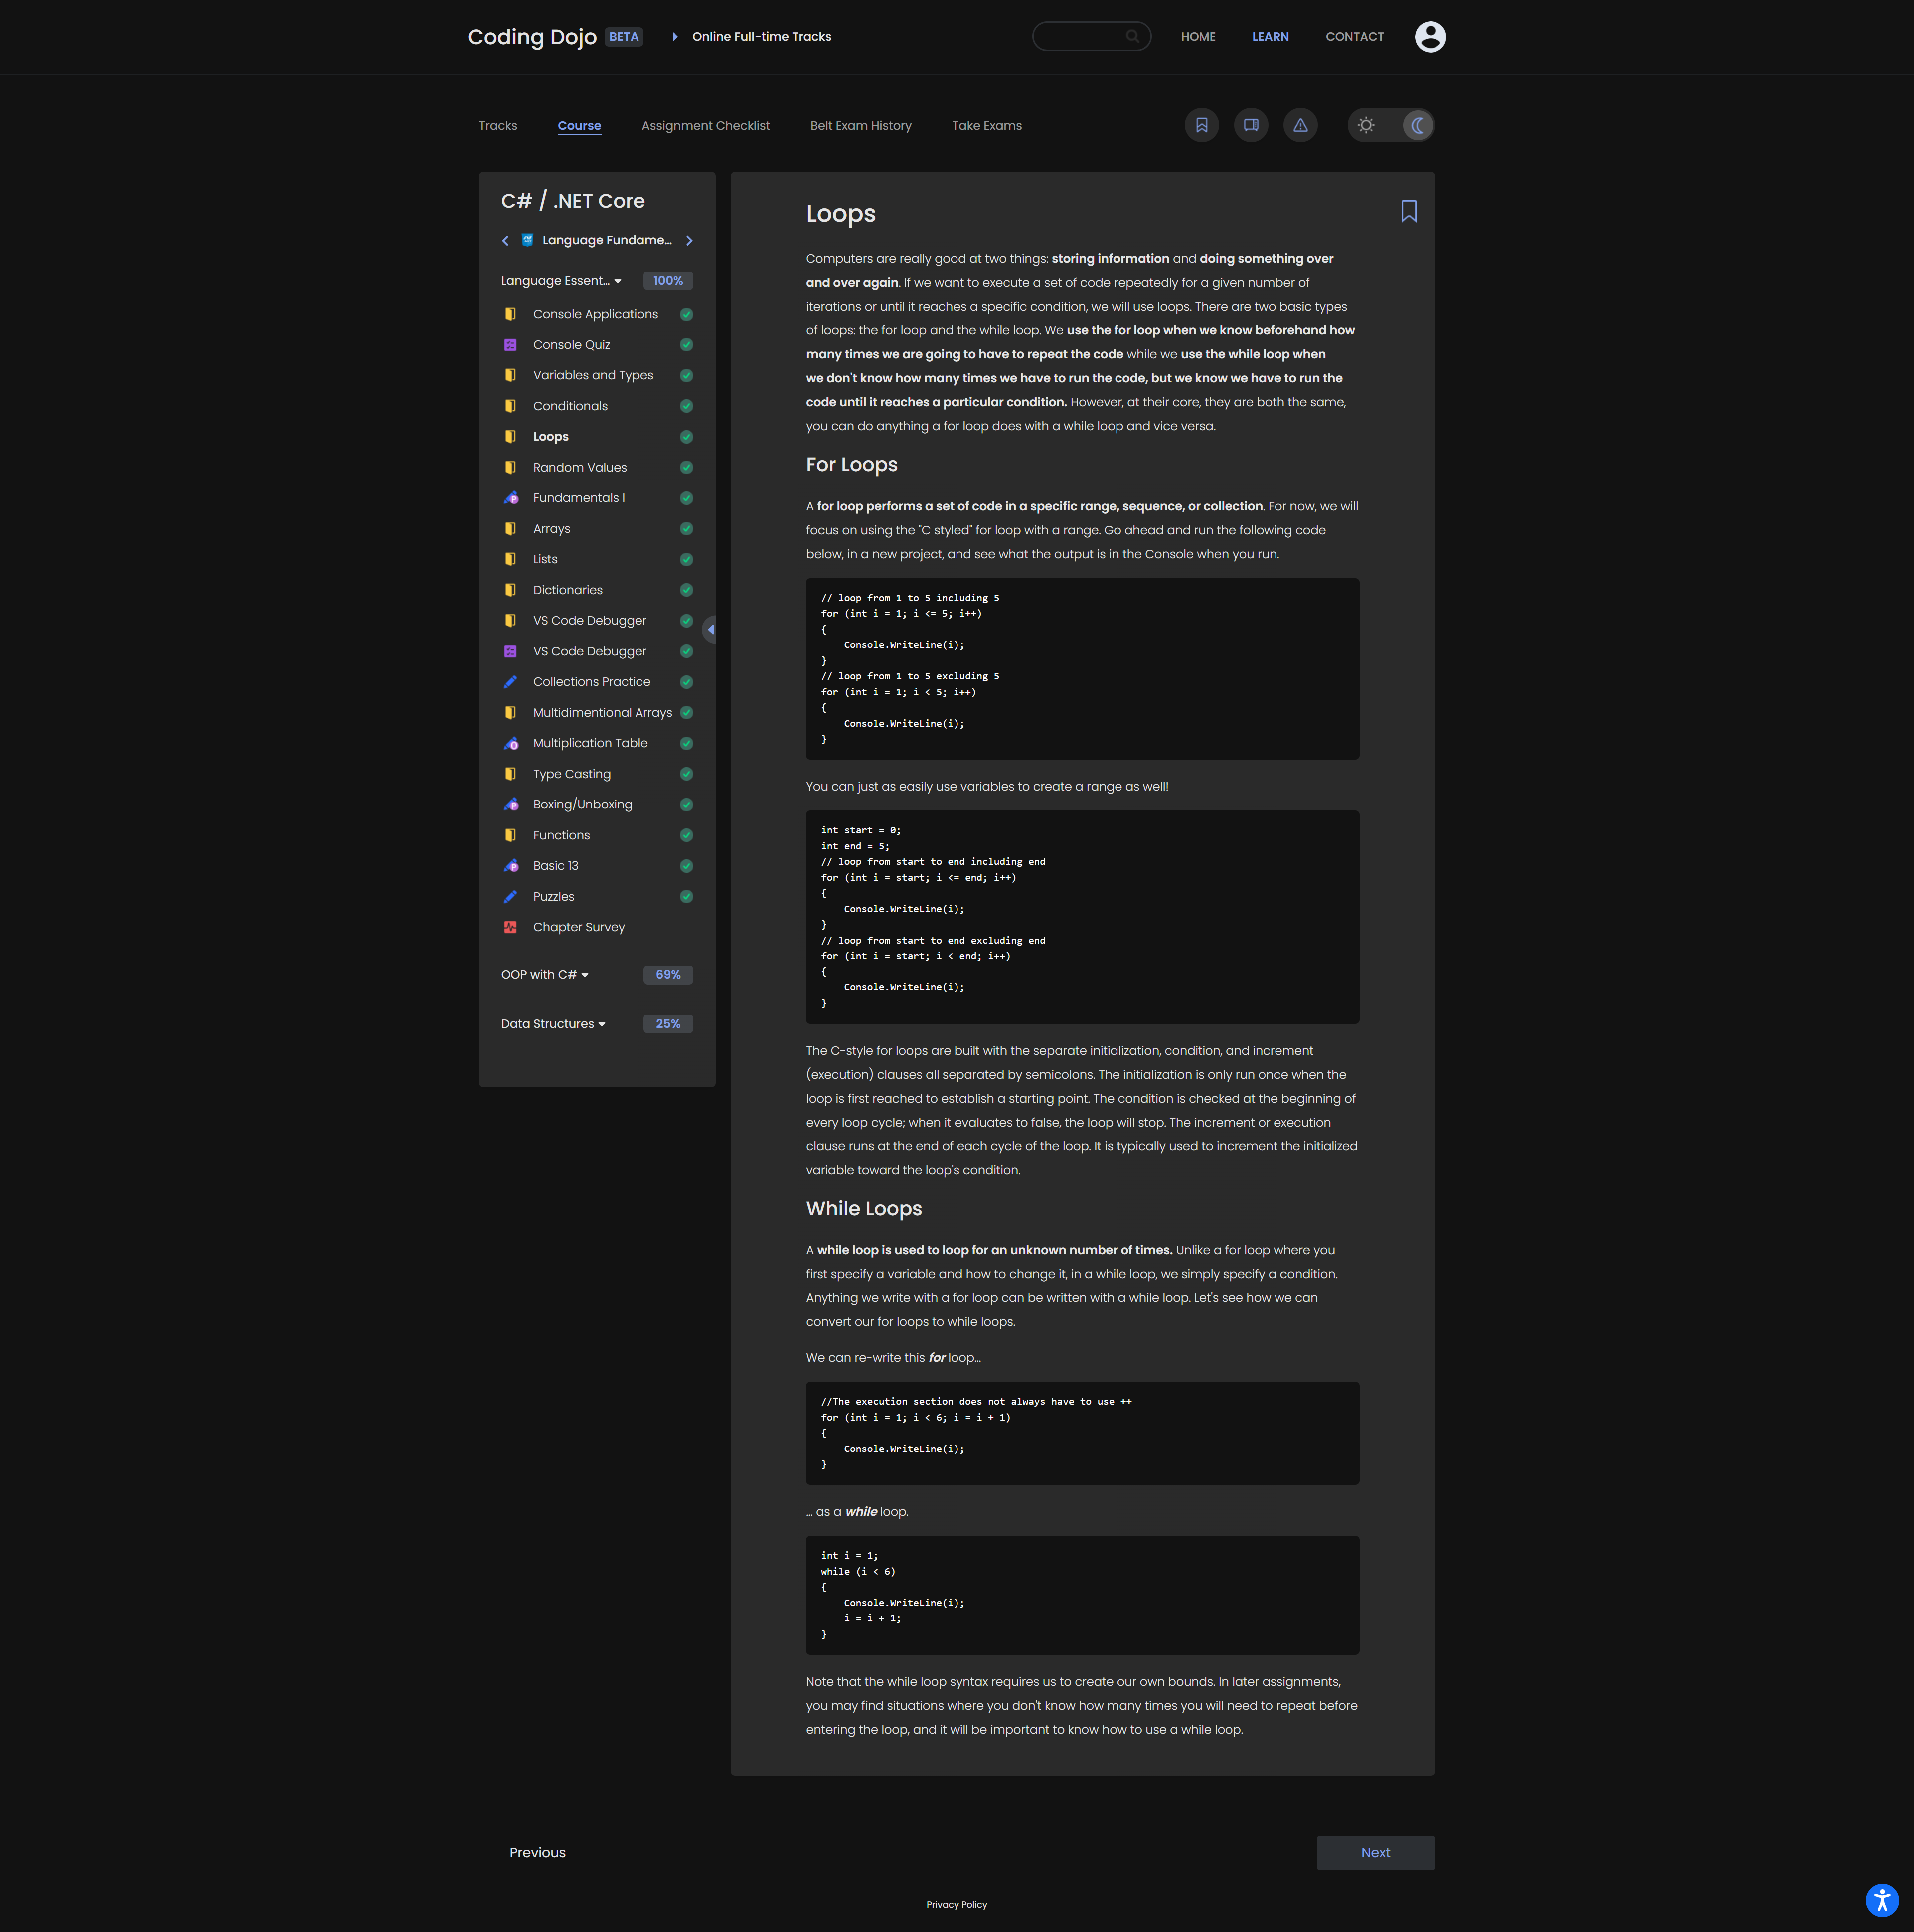 Coding Dojo BETA Online Full-time Tracks HOME LEARN CONTACT
Tracks Course Assignment Checklist Belt Exam History Take Exams
C# / .NET Core
Language Fundame...
Language Essent... 100%
Console Applications
Console Quiz
Variables and Types
Conditionals
Loops
Random Values
Fundamentals I
Arrays
Lists
Dictionaries
VS Code Debugger
VS Code Debugger
Collections Practice
Multidimentional Arrays
Multiplication Table
Type Casting
Boxing/Unboxing
Functions
Basic 13
Puzzles
Chapter Survey
OOP with C# 69%
Data Structures 25%
Loops
Computers are really good at two things: storing information and doing something over
and over again. If we want to execute a set of code repeatedly for a given number of
iterations or until it reaches a specific condition, we will use loops. There are two basic types
of loops: the for loop and the while loop. We use the for loop when we know beforehand how
many times we are going to have to repeat the code while we use the while loop when
we don't know how many times we have to run the code, but we know we have to run the
code until it reaches a particular condition. However, at their core, they are both the same,
you can do anything a for loop does with a while loop and vice versa.
For Loops
A for loop performs a set of code in a specific range, sequence, or collection. For now, we will
focus on using the "C styled" for loop with a range. Go ahead and run the following code
below, in a new project, and see what the output is in the Console when you run.
// loop from 1 to 5 including 5
for (int i = 1; i <= 5; i++)
{
    Console.WriteLine(i);
}
// loop from 1 to 5 excluding 5
for (int i = 1; i < 5; i++)
{
    Console.WriteLine(i);
}
You can just as easily use variables to create a range as well!
int start = 0;
int end = 5;
// loop from start to end including end
for (int i = start; i <= end; i++)
{
    Console.WriteLine(i);
}
// loop from start to end excluding end
for (int i = start; i < end; i++)
{
    Console.WriteLine(i);
}
The C-style for loops are built with the separate initialization, condition, and increment
(execution) clauses all separated by semicolons. The initialization is only run once when the
loop is first reached to establish a starting point. The condition is checked at the beginning of
every loop cycle; when it evaluates to false, the loop will stop. The increment or execution
clause runs at the end of each cycle of the loop. It is typically used to increment the initialized
variable toward the loop's condition.
While Loops
A while loop is used to loop for an unknown number of times. Unlike a for loop where you
first specify a variable and how to change it, in a while loop, we simply specify a condition.
Anything we write with a for loop can be written with a while loop. Let's see how we can
convert our for loops to while loops.
We can re-write this for loop...
//The execution section does not always have to use ++
for (int i = 1; i < 6; i = i + 1)
{
    Console.WriteLine(i);
}
... as a while loop.
int i = 1;
while (i < 6)
{
    Console.WriteLine(i);
    i = i + 1;
}
Note that the while loop syntax requires us to create our own bounds. In later assignments,
you may find situations where you don't know how many times you will need to repeat before
entering the loop, and it will be important to know how to use a while loop.
Previous Next
Privacy Policy